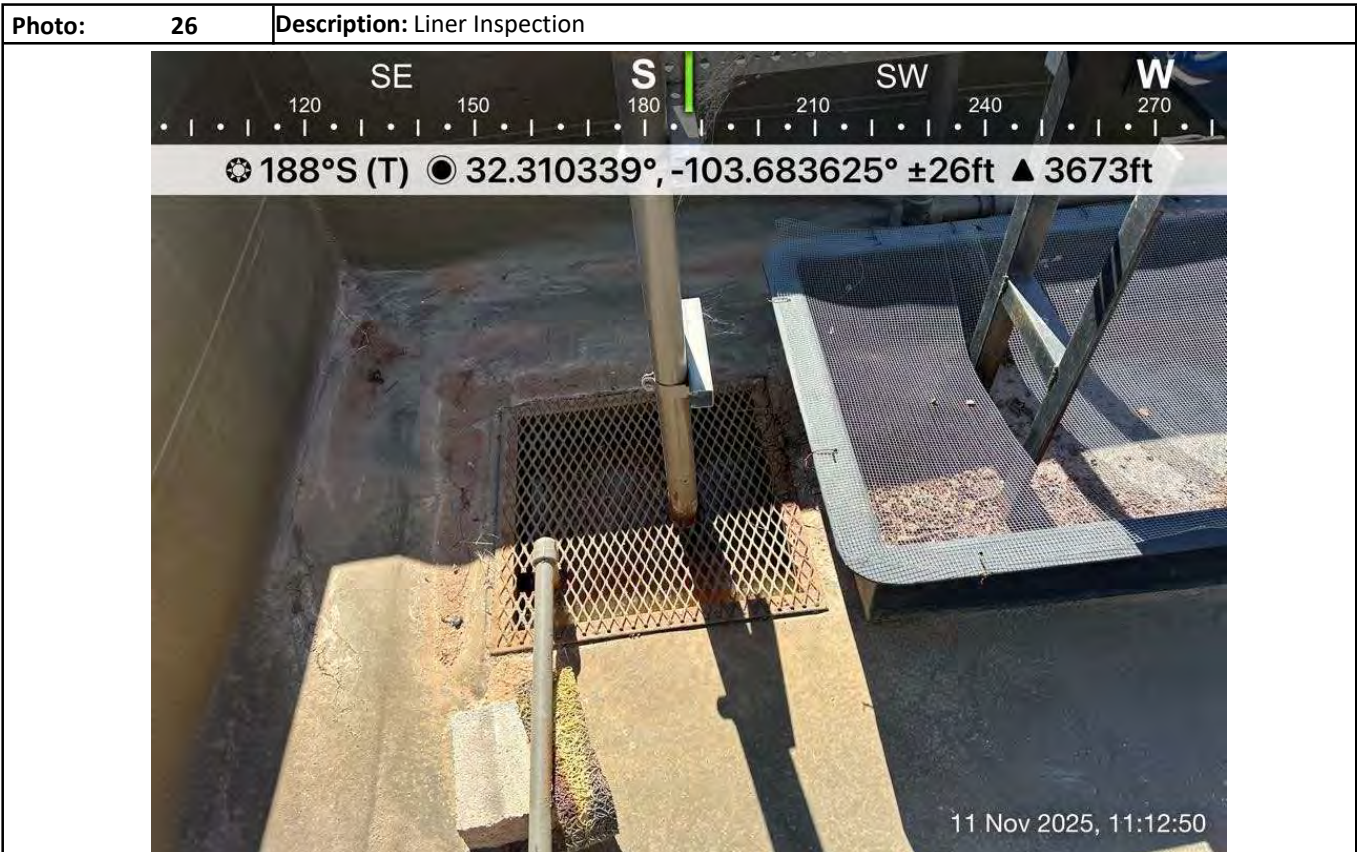 Photo: 26 Description: Liner Inspection
SE S SW W
120 150 180 210 240 270
188°S (T) 32.310339°, -103.683625° ±26ft ▲ 3673ft
11 Nov 2025, 11:12:50